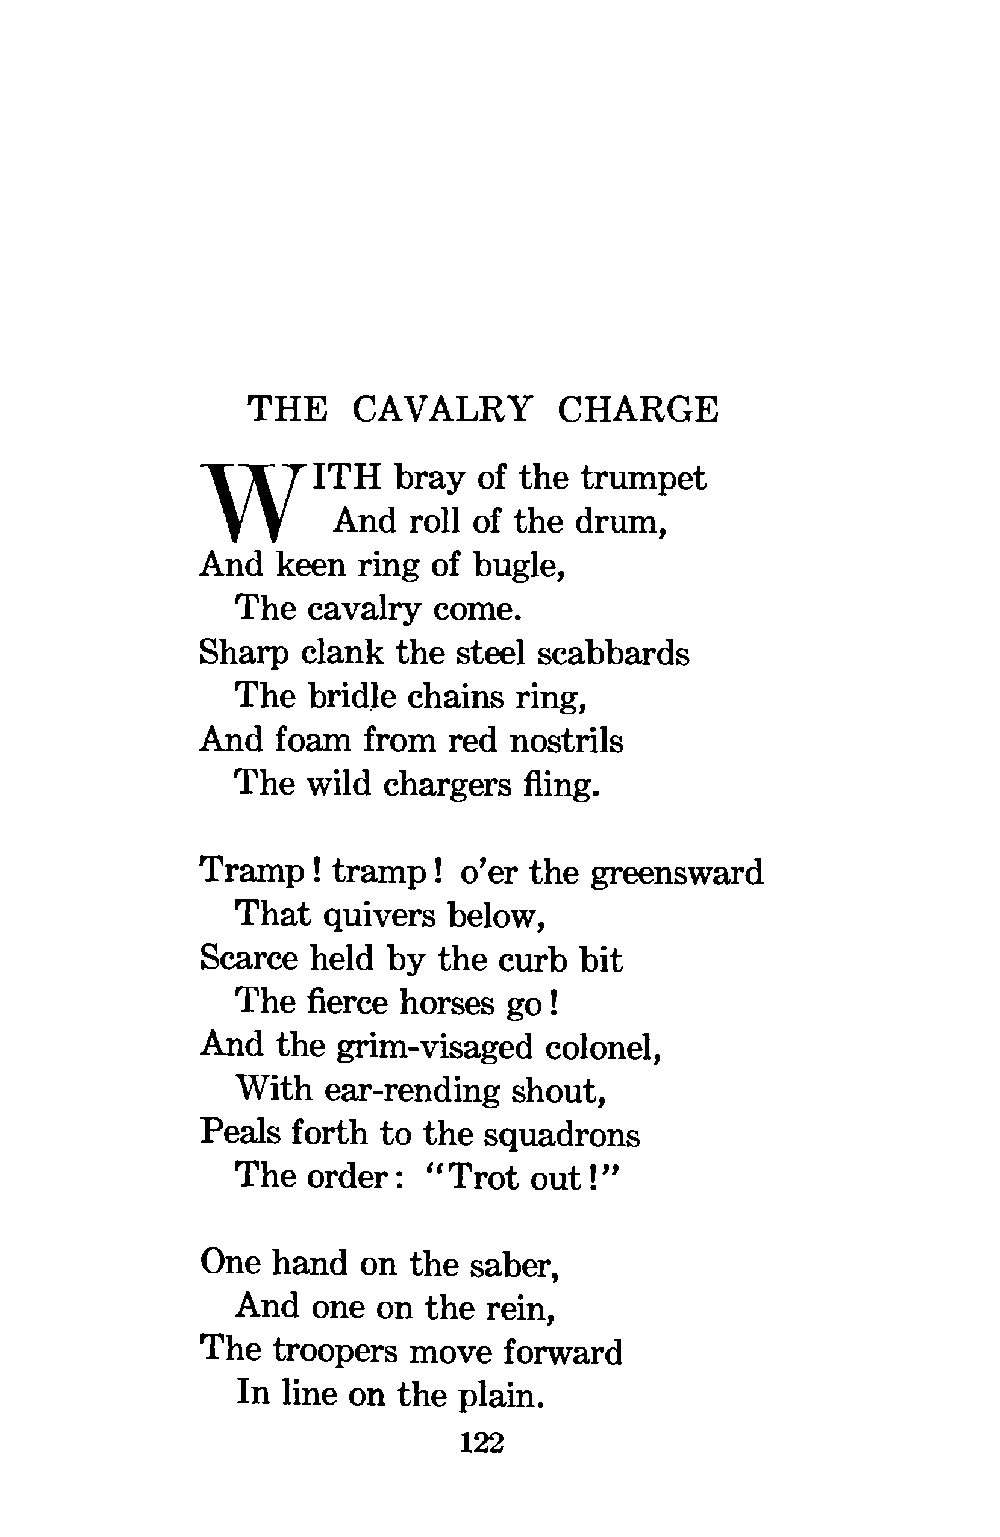 THE CAVALRY CHARGE
WITH bray of the trumpet
And roll of the drum,
And keen ring of bugle,
The cavalry come.
Sharp clank the steel scabbards
The bridle chains ring,
And foam from red nostrils
The wild chargers fling.
Tramp! tramp! o'er the greensward
That quivers below,
Scarce held by the curb bit
The fierce horses go!
And the grim-visaged colonel,
With ear-rending shout,
Peals forth to the squadrons
The order: "Trot out!"
One hand on the saber,
And one on the rein,
The troopers move forward
In line on the plain.
122